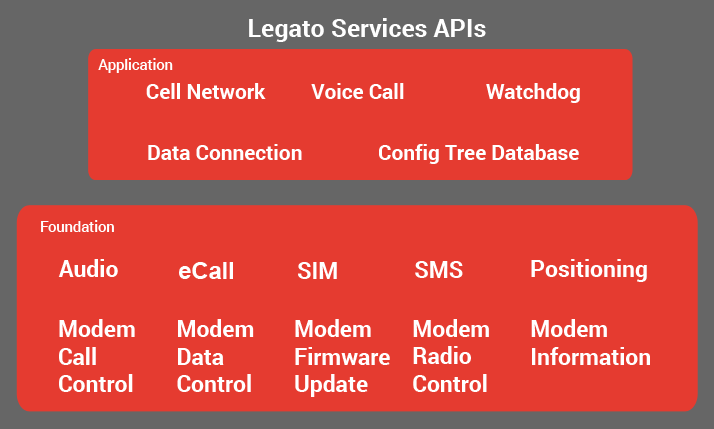 Legato Services APIs
Application
Cell Network Voice Call Watchdog
Data Connection Config Tree Database
Foundation
Audio eCall SIM SMS Positioning
Modem Modem Modem Modem Modem
Call Data Firmware Radio Information
Control Control Update Control